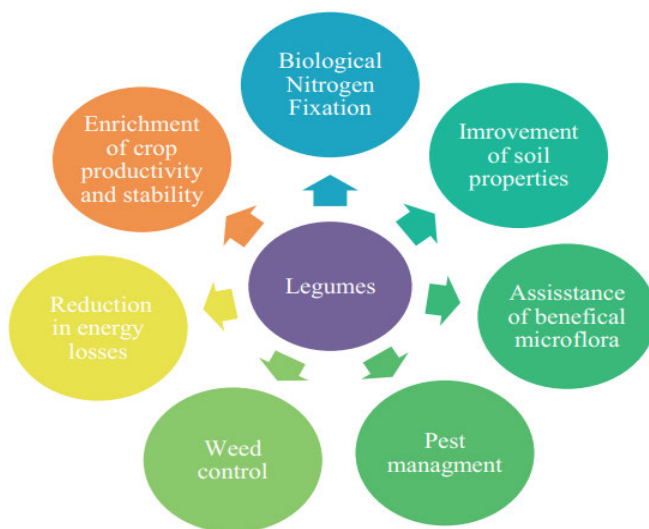 Biological
Nitrogen
Fixation
Imrovement
of soil
properties
Assisstance
of benefical
microflora
Pest
managment
Weed
control
Reduction
in energy
losses
Enrichment
of crop
productivity
and stability
Legumes